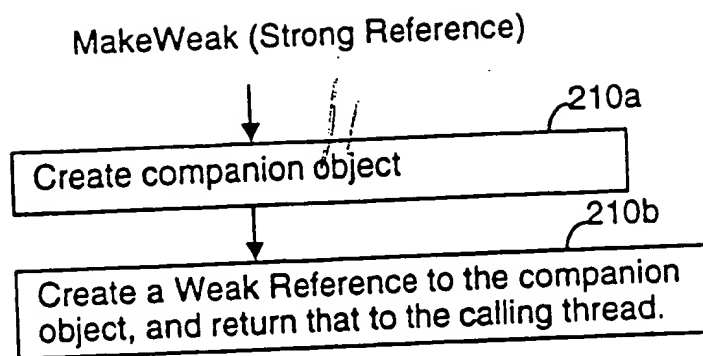 MakeWeak (Strong Reference)
210a
Create companion object
210b
Create a Weak Reference to the companion
object, and return that to the calling thread.